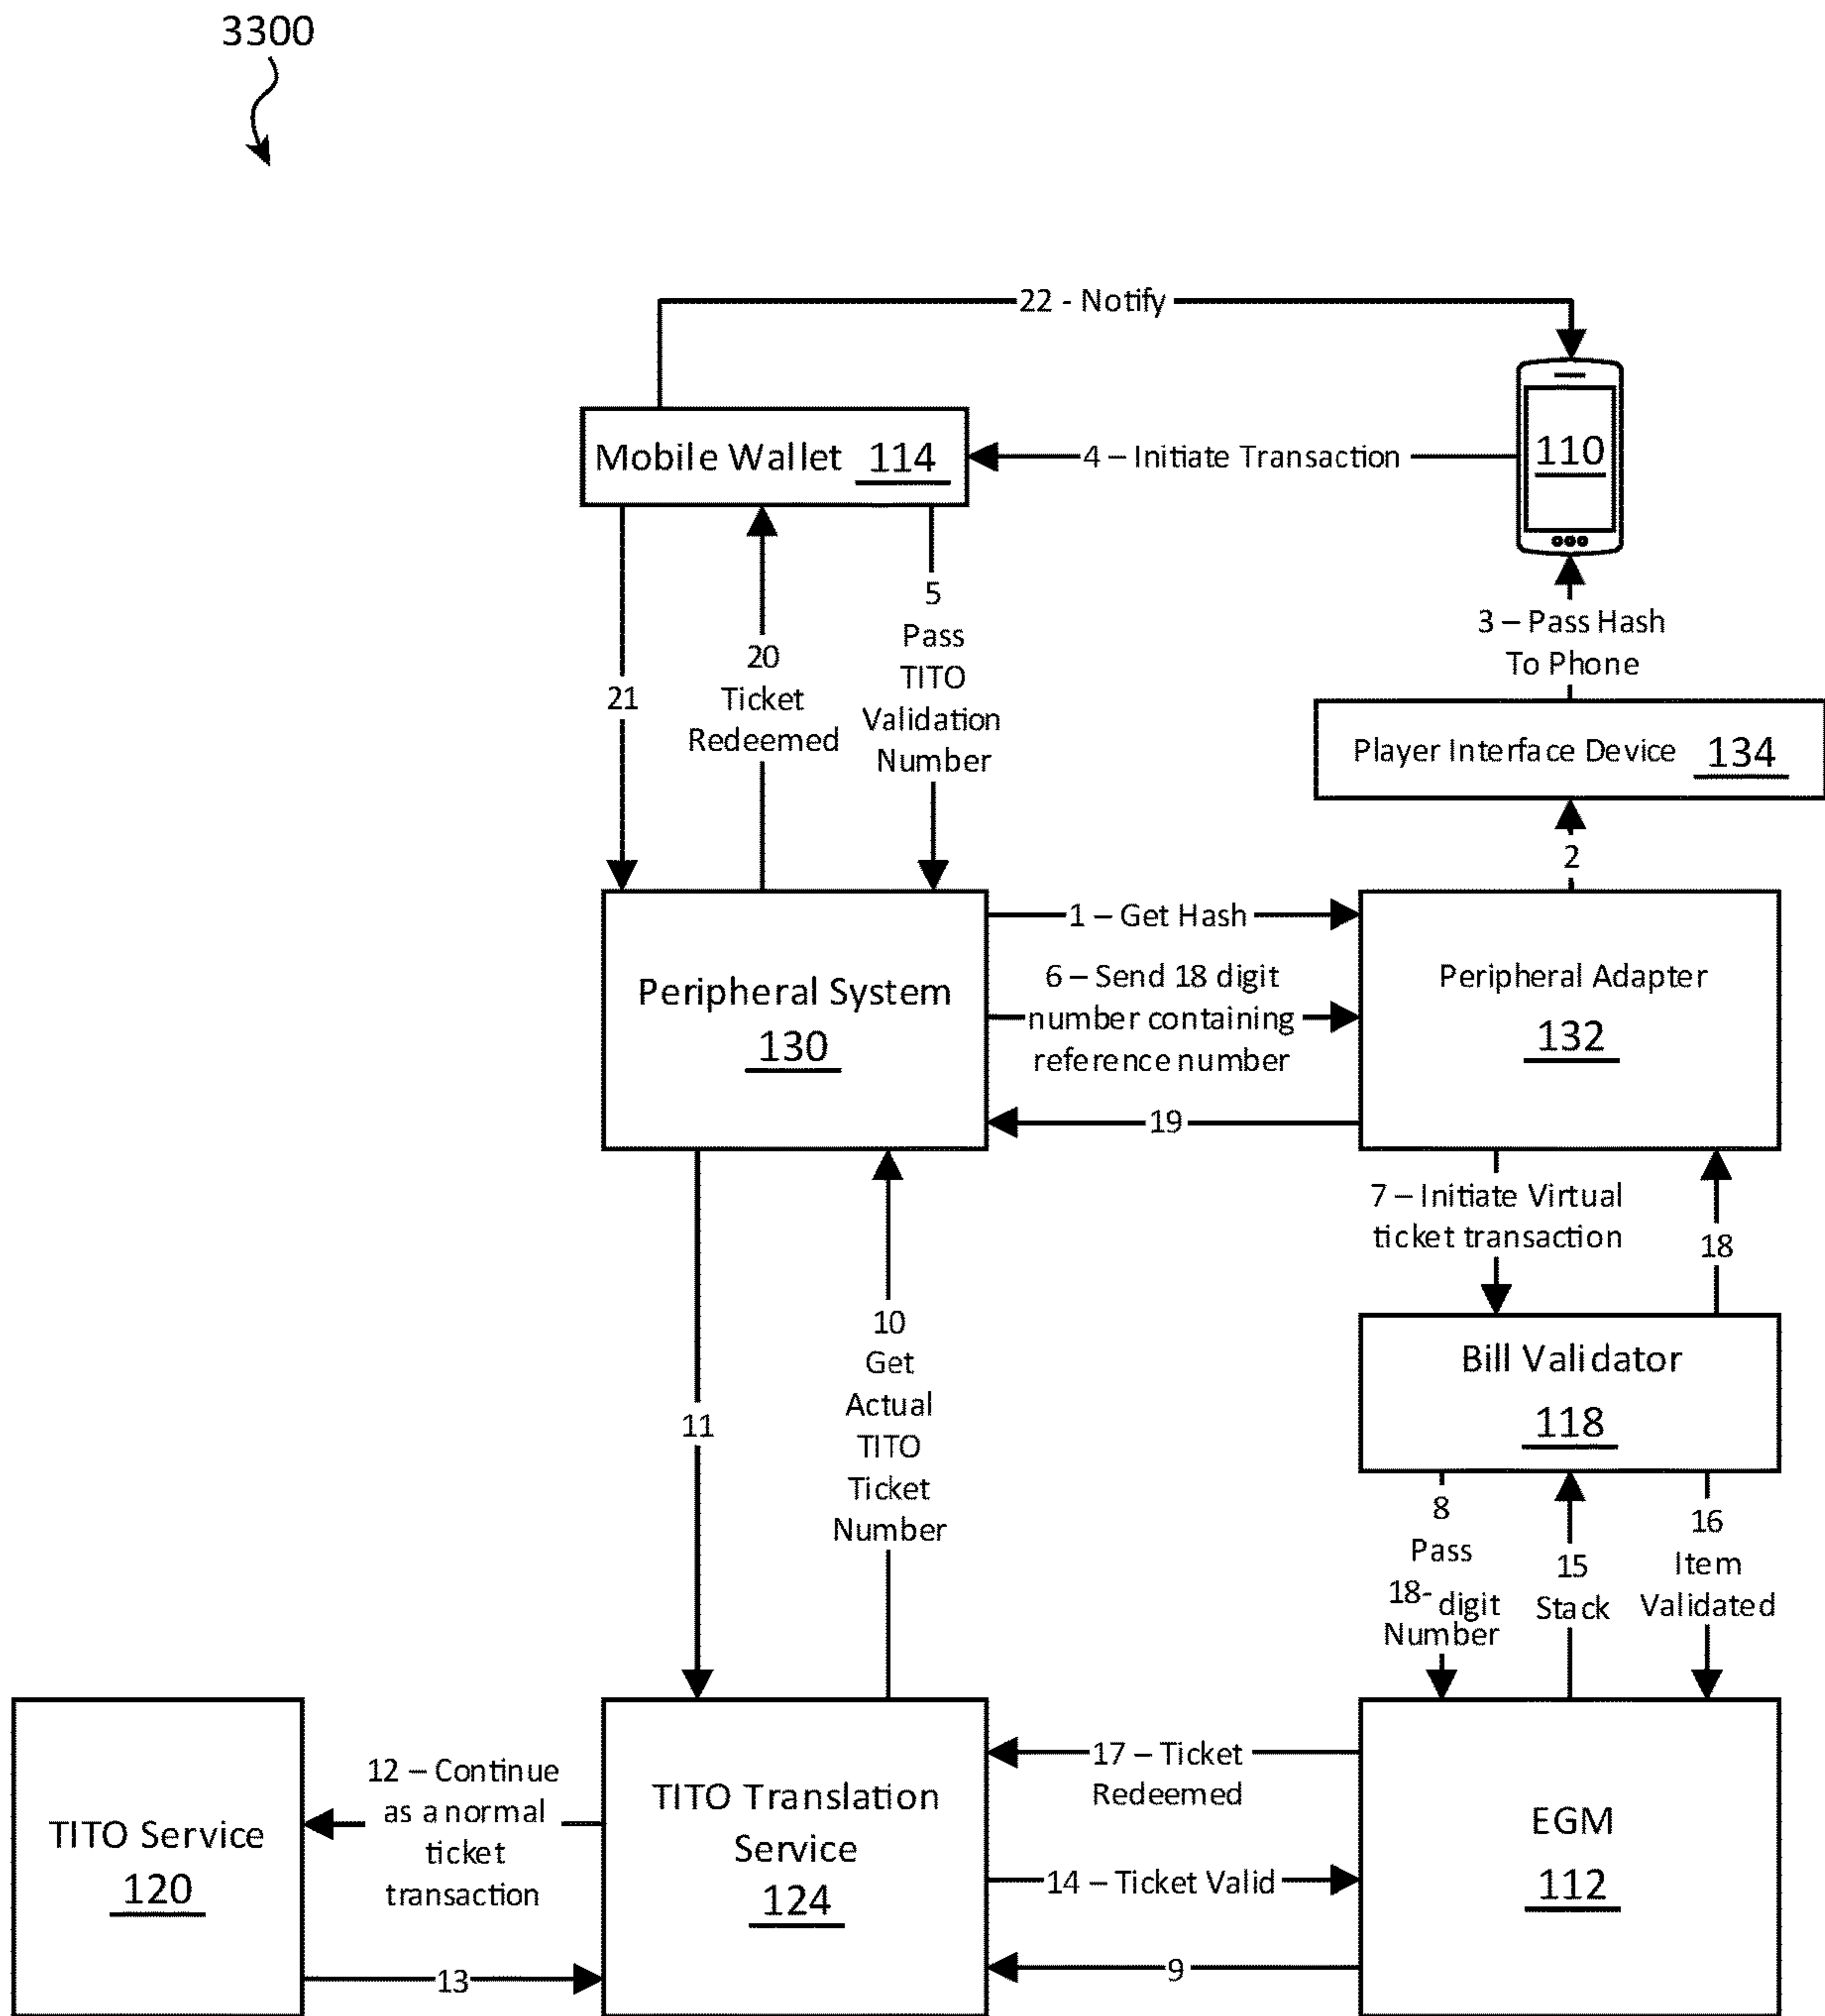 3300
22 - Notify
Mobile Wallet 114
4 – Initiate Transaction
110
3 – Pass Hash
To Phone
5
Pass
TITO
Validation
Number
20
Ticket
Redeemed
21
Player Interface Device 134
2
1 – Get Hash
Peripheral System
130
6 – Send 18 digit
number containing
reference number
Peripheral Adapter
132
19
7 – Initiate Virtual
ticket transaction
18
10
Get
Actual
TITO
Ticket
Number
11
Bill Validator
118
8
Pass
18-digit
Number
15
Stack
16
Item
Validated
12 – Continue
as a normal
ticket
transaction
TITO Service
120
TITO Translation
Service
124
17 – Ticket
Redeemed
14 – Ticket Valid
EGM
112
13
9